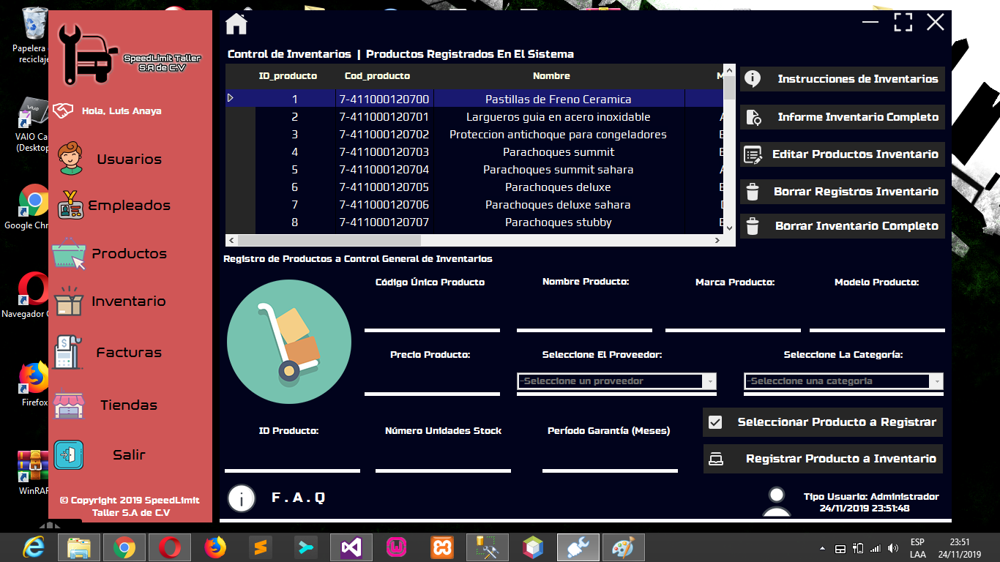 Papelera
reciclaje
VAIO Ca
(Desktop
Google Chr
Navegador
Firefox
WinRAR
SpeedLimit Taller
S.A de C.V
Hola, Luis Anaya
Usuarios
Empleados
Productos
Inventario
Facturas
Tiendas
Salir
© Copyright 2019 SpeedLimit
Taller S.A de C.V
Control de Inventarios | Productos Registrados En El Sistema
ID_producto Cod_producto Nombre M
1 7-411000120700 Pastillas de Freno Ceramica
2 7-411000120701 Largueros guia en acero inoxidable
3 7-411000120702 Proteccion antichoque para congeladores
4 7-411000120703 Parachoques summit
5 7-411000120704 Parachoques summit sahara
6 7-411000120705 Parachoques deluxe
7 7-411000120706 Parachoques deluxe sahara
8 7-411000120707 Parachoques stubby
Instrucciones de Inventarios
Informe Inventario Completo
Editar Productos Inventario
Borrar Registros Inventario
Borrar Inventario Completo
Registro de Productos a Control General de Inventarios
Código Único Producto Nombre Producto: Marca Producto: Modelo Producto:
Precio Producto: Seleccione El Proveedor: Seleccione La Categoría:
-Seleccione un proveedor -Seleccione una categoria
Seleccionar Producto a Registrar
ID Producto: Número Unidades Stock Período Garantía (Meses)
Registrar Producto a Inventario
F . A . Q
Tipo Usuario: Administrador
24/11/2019 23:51:48
ESP 23:51
LAA 24/11/2019